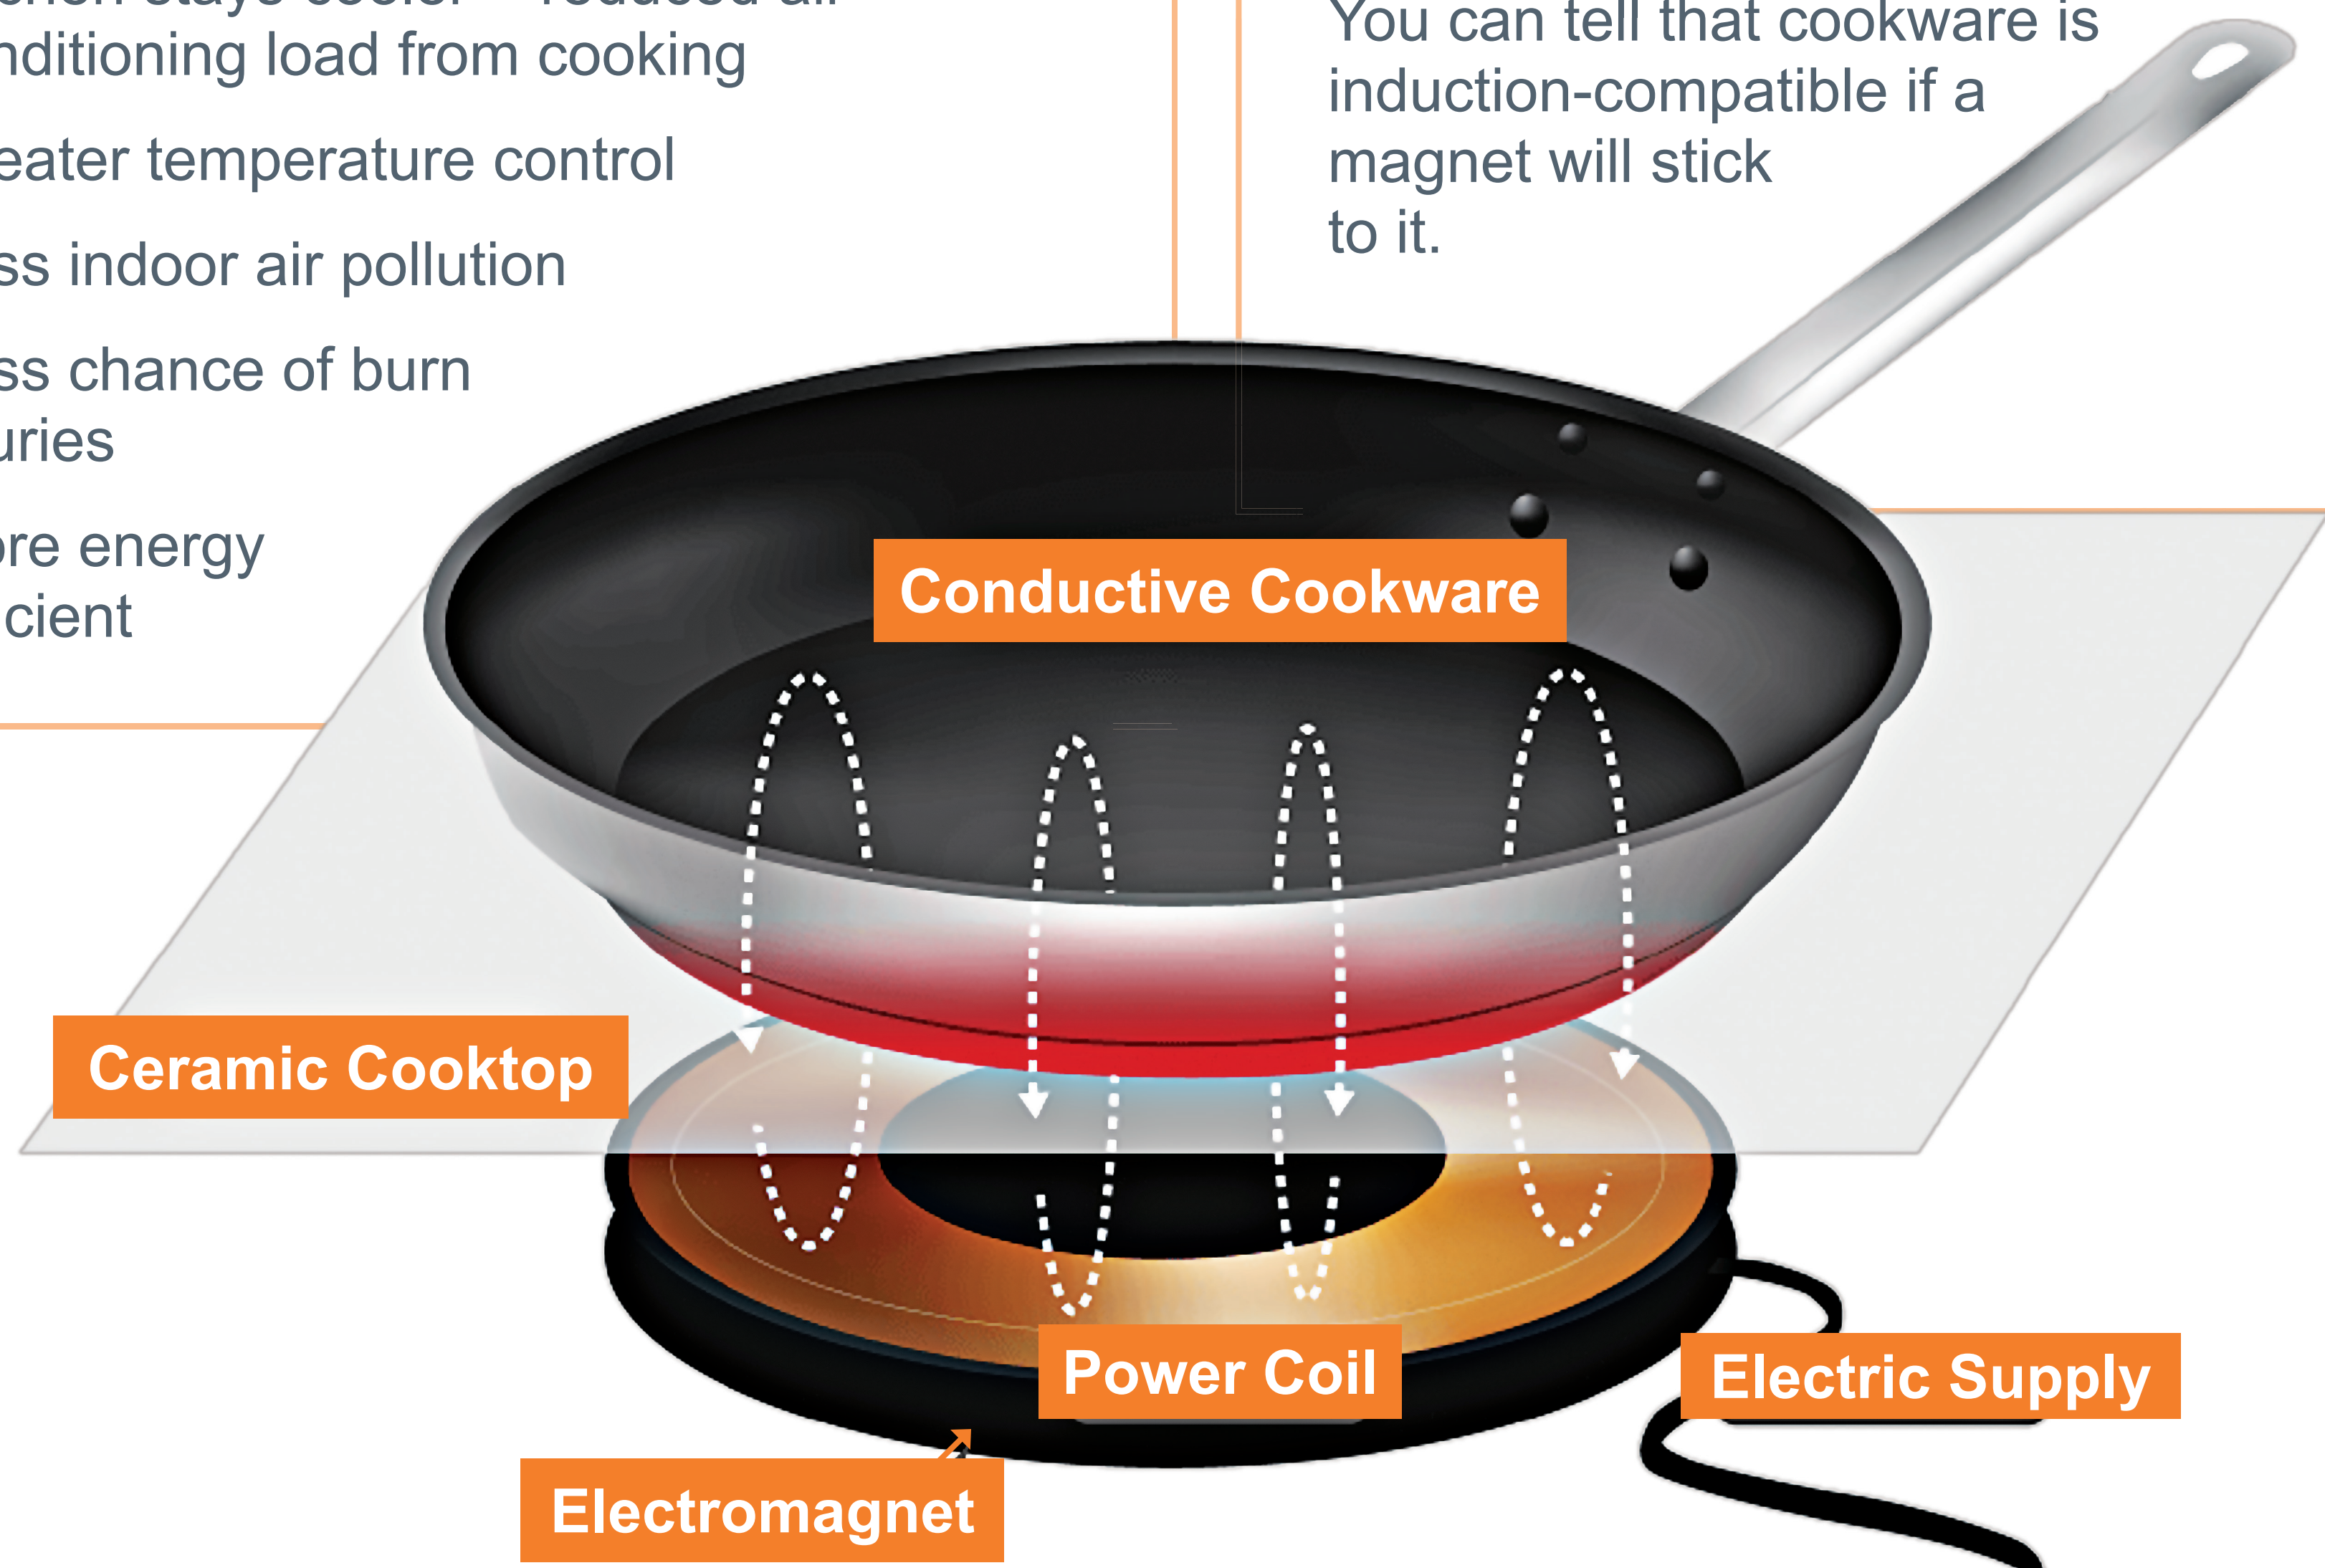 nditioning load from cooking
eater temperature control
ss indoor air pollution
ss chance of burn
uries
ore energy
cient
You can tell that cookware is
induction-compatible if a
magnet will stick
to it.
Conductive Cookware
Ceramic Cooktop
Power Coil
Electric Supply
Electromagnet